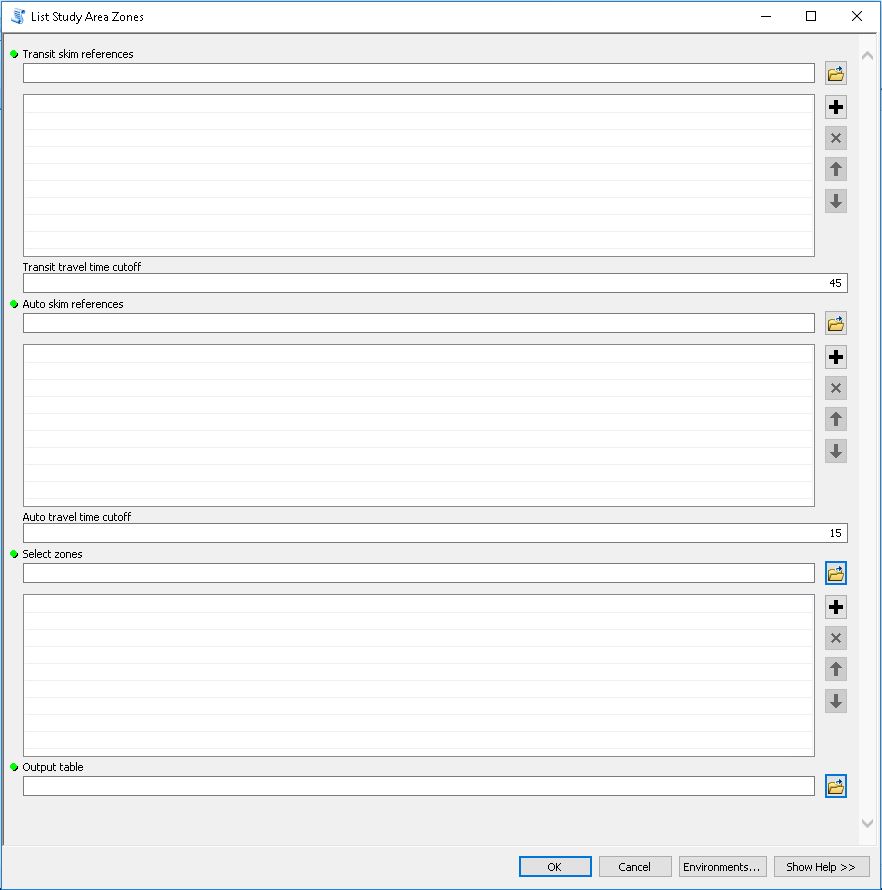 List Study Area Zones
Transit skim references
Transit travel time cutoff
45
Auto skim references
Auto travel time cutoff
15
Select zones
Output table
OK
Cancel
Environments...
Show Help >>